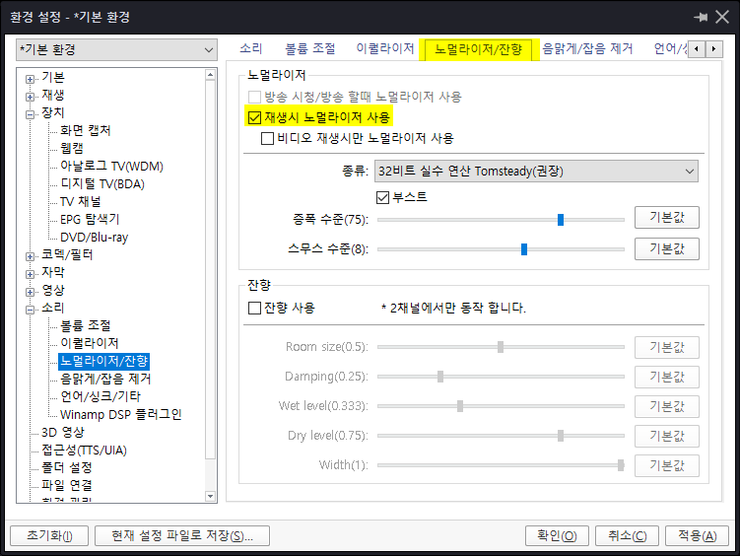 환경 설정 - *기본 환경
*기본 환경
기본
재생
장치
화면 캡처
웹캠
아날로그 TV(WDM)
디지털 TV(BDA)
TV 채널
EPG 탐색기
DVD/Blu-ray
코덱/필터
자막
영상
소리
볼륨 조절
이퀄라이저
노멀라이저/잔향
음맑게/잡음 제거
언어/싱크/기타
Winamp DSP 플러그인
3D 영상
접근성(TTS/UIA)
폴더 설정
파일 연결
소리 볼륨 조절 이퀄라이저 노멀라이저/잔향 음맑게/잡음 제거 언어/
노멀라이저
방송 시청/방송 할때 노멀라이저 사용
재생시 노멀라이저 사용
비디오 재생시만 노멀라이저 사용
종류: 32비트 실수 연산 Tomsteady(권장)
부스트
증폭 수준(75): 기본값
스무스 수준(8): 기본값
잔향
잔향 사용 * 2채널에서만 동작 합니다.
Room size(0.5): 기본값
Damping(0.25): 기본값
Wet level(0.333): 기본값
Dry level(0.75): 기본값
Width(1): 기본값
초기화(I) 현재 설정 파일로 저장(S)... 확인(O) 취소(C) 적용(A)